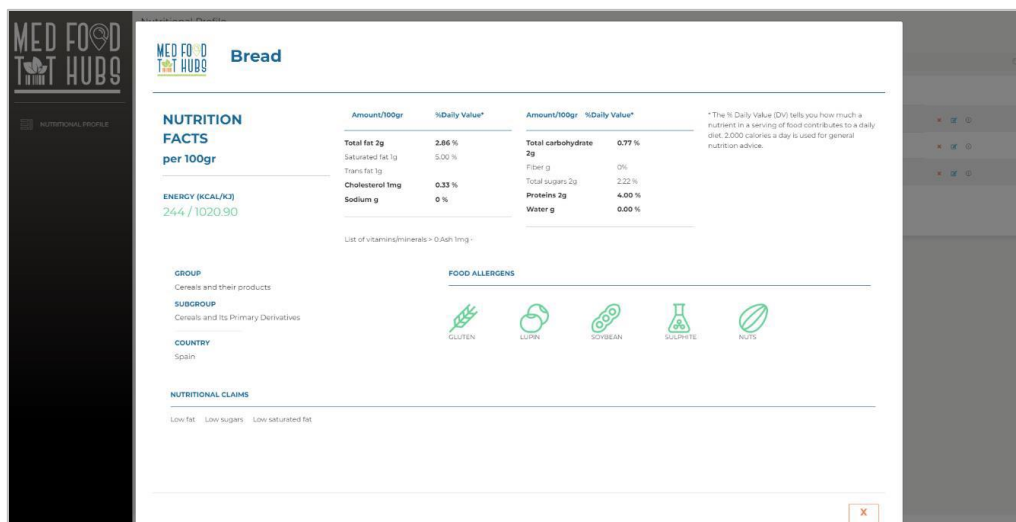 Nutritional Profile
MED FOOD
TTHUBS
NUTRITIONAL PROFILE
MED FOOD
TTHUBS
Bread
NUTRITION
FACTS
per 100gr
ENERGY (KCAL/KJ)
244 / 1020.90
Amount/100gr %Daily Value*
Total fat 2g 2.86 %
Saturated fat 1g 5.00 %
Trans fat 1g
Cholesterol 1mg 0.33 %
Sodium g 0 %
Amount/100gr %Daily Value*
Total carbohydrate 0.77 %
2g
Fiber g 0%
Total sugars 2g 2.22 %
Proteins 2g 4.00 %
Water g 0.00 %
* The % Daily Value (DV) tells you how much a
nutrient in a serving of food contributes to a daily
diet. 2,000 calories a day is used for general
nutrition advice.
List of vitamins/minerals > 0:Ash 1mg -
GROUP
Cereals and their products
SUBGROUP
Cereals and Its Primary Derivatives
COUNTRY
Spain
FOOD ALLERGENS
GLUTEN LUPIN SOYBEAN SULPHITE NUTS
NUTRITIONAL CLAIMS
Low fat Low sugars Low saturated fat
X